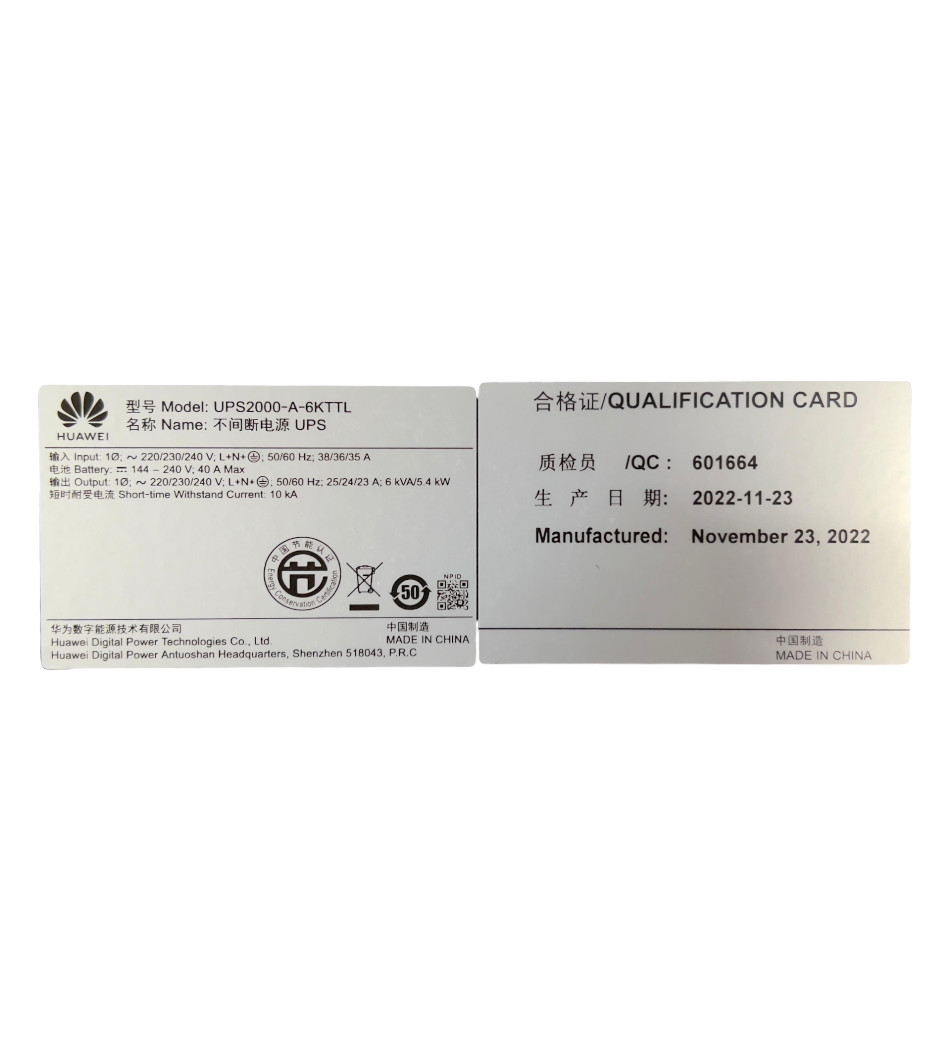 HUAWEI
型号 Model: UPS2000-A-6KTTL
名称 Name: 不间断电源 UPS
输入 Input: 1Ø; ～ 220/230/240 V; L+N+⏚; 50/60 Hz; 38/36/35 A
电池 Battery: ⎓ 144 – 240 V; 40 A Max
输出 Output: 1Ø; ～ 220/230/240 V; L+N+⏚; 50/60 Hz; 25/24/23 A; 6 kVA/5.4 kW
短时耐受电流 Short-time Withstand Current: 10 kA
中国节能认证
Energy Conservation Certification
50
NPID
华为数字能源技术有限公司
Huawei Digital Power Technologies Co., Ltd.
Huawei Digital Power Antuoshan Headquarters, Shenzhen 518043, P.R.C
中国制造
MADE IN CHINA
合格证/QUALIFICATION CARD
质检员 /QC : 601664
生 产 日 期: 2022-11-23
Manufactured: November 23, 2022
中国制造
MADE IN CHINA